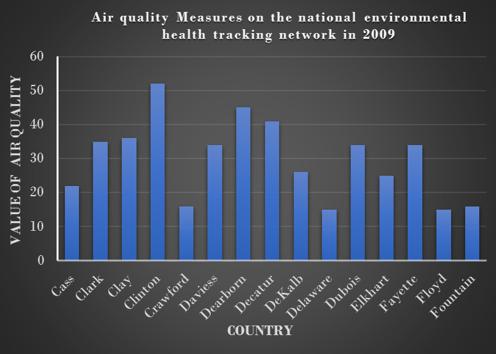 Air quality Measures on the national environmental
health tracking network in 2009
60
50
40
30
20
10
0
VALUE OF AIR QUALITY
Cass
Clark
Clay
Clinton
Crawford
Daviess
Dearborn
Decatur
DeKalb
Delaware
Dubois
Elkhart
Fayette
Floyd
Fountain
COUNTRY